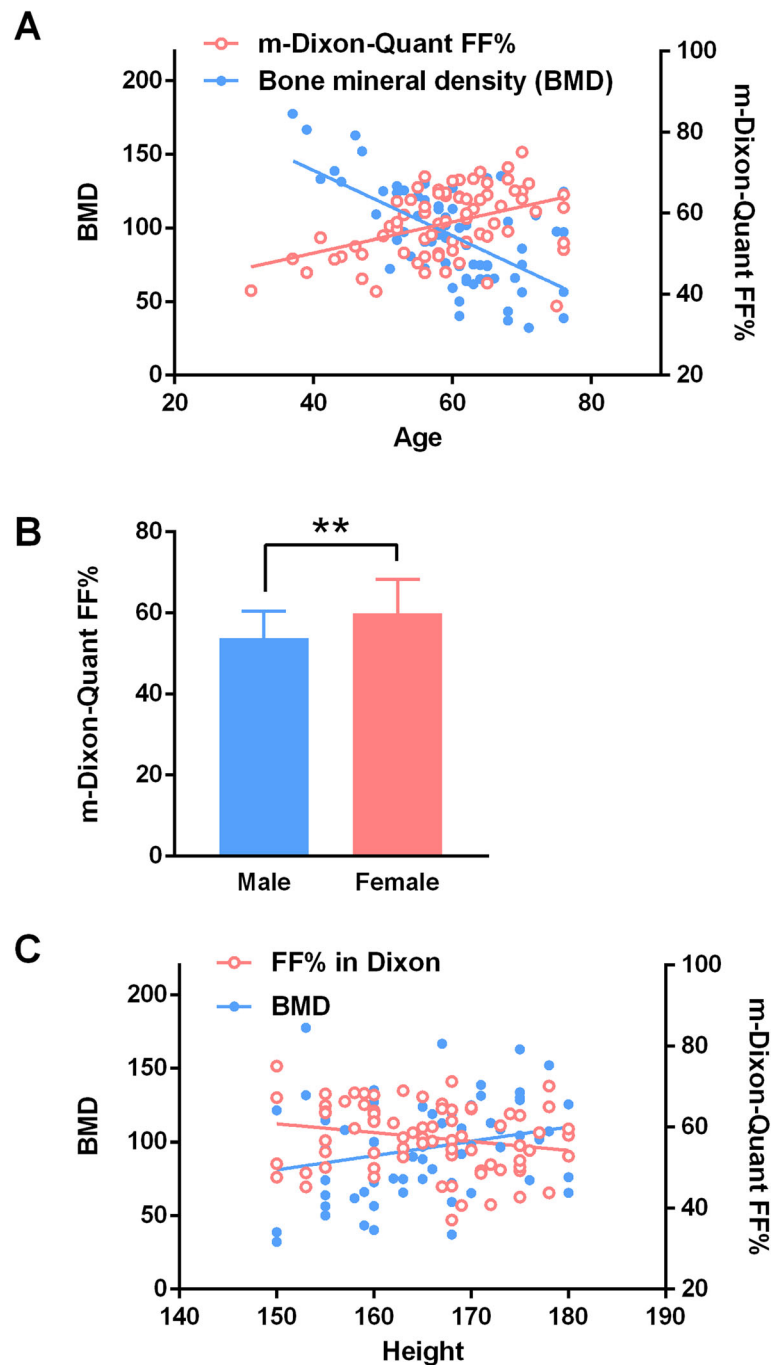 A
m-Dixon-Quant FF%
Bone mineral density (BMD)
200
150
100
50
0
BMD
100
80
60
40
20
m-Dixon-Quant FF%
20
40
60
80
Age
B
**
80
60
40
20
0
m-Dixon-Quant FF%
Male
Female
C
FF% in Dixon
BMD
200
150
100
50
0
BMD
100
80
60
40
20
m-Dixon-Quant FF%
140
150
160
170
180
190
Height